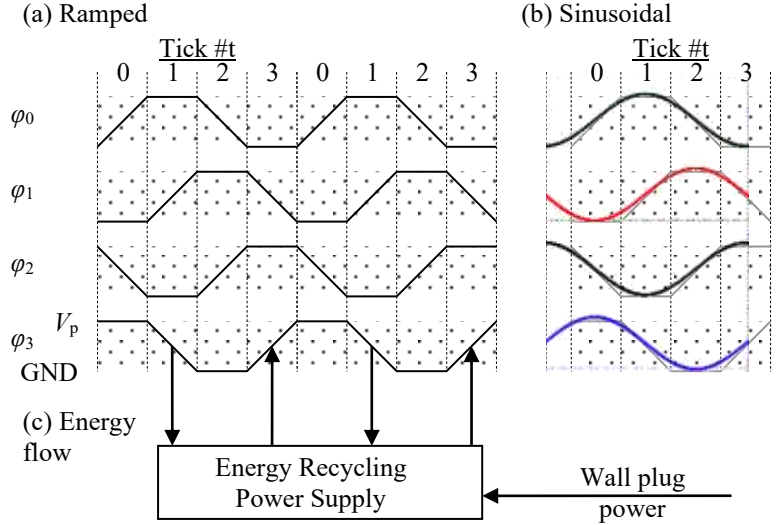 (a) Ramped
(b) Sinusoidal
Tick #t
Tick #t
0 1 2 3 0 1 2 3
0 1 2 3
φ0
φ1
φ2
Vp
φ3
GND
(c) Energy
flow
Energy Recycling
Power Supply
Wall plug
power